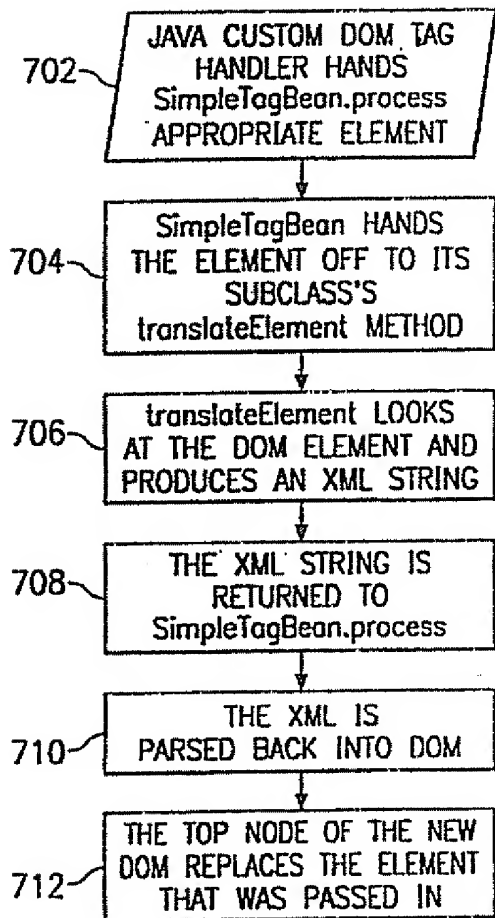 702
JAVA CUSTOM DOM TAG
HANDLER HANDS
SimpleTagBean.process
APPROPRIATE ELEMENT
704
SimpleTagBean HANDS
THE ELEMENT OFF TO ITS
SUBCLASS'S
translateElement METHOD
706
translateElement LOOKS
AT THE DOM ELEMENT AND
PRODUCES AN XML STRING
708
THE XML STRING IS
RETURNED TO
SimpleTagBean.process
710
THE XML IS
PARSED BACK INTO DOM
712
THE TOP NODE OF THE NEW
DOM REPLACES THE ELEMENT
THAT WAS PASSED IN